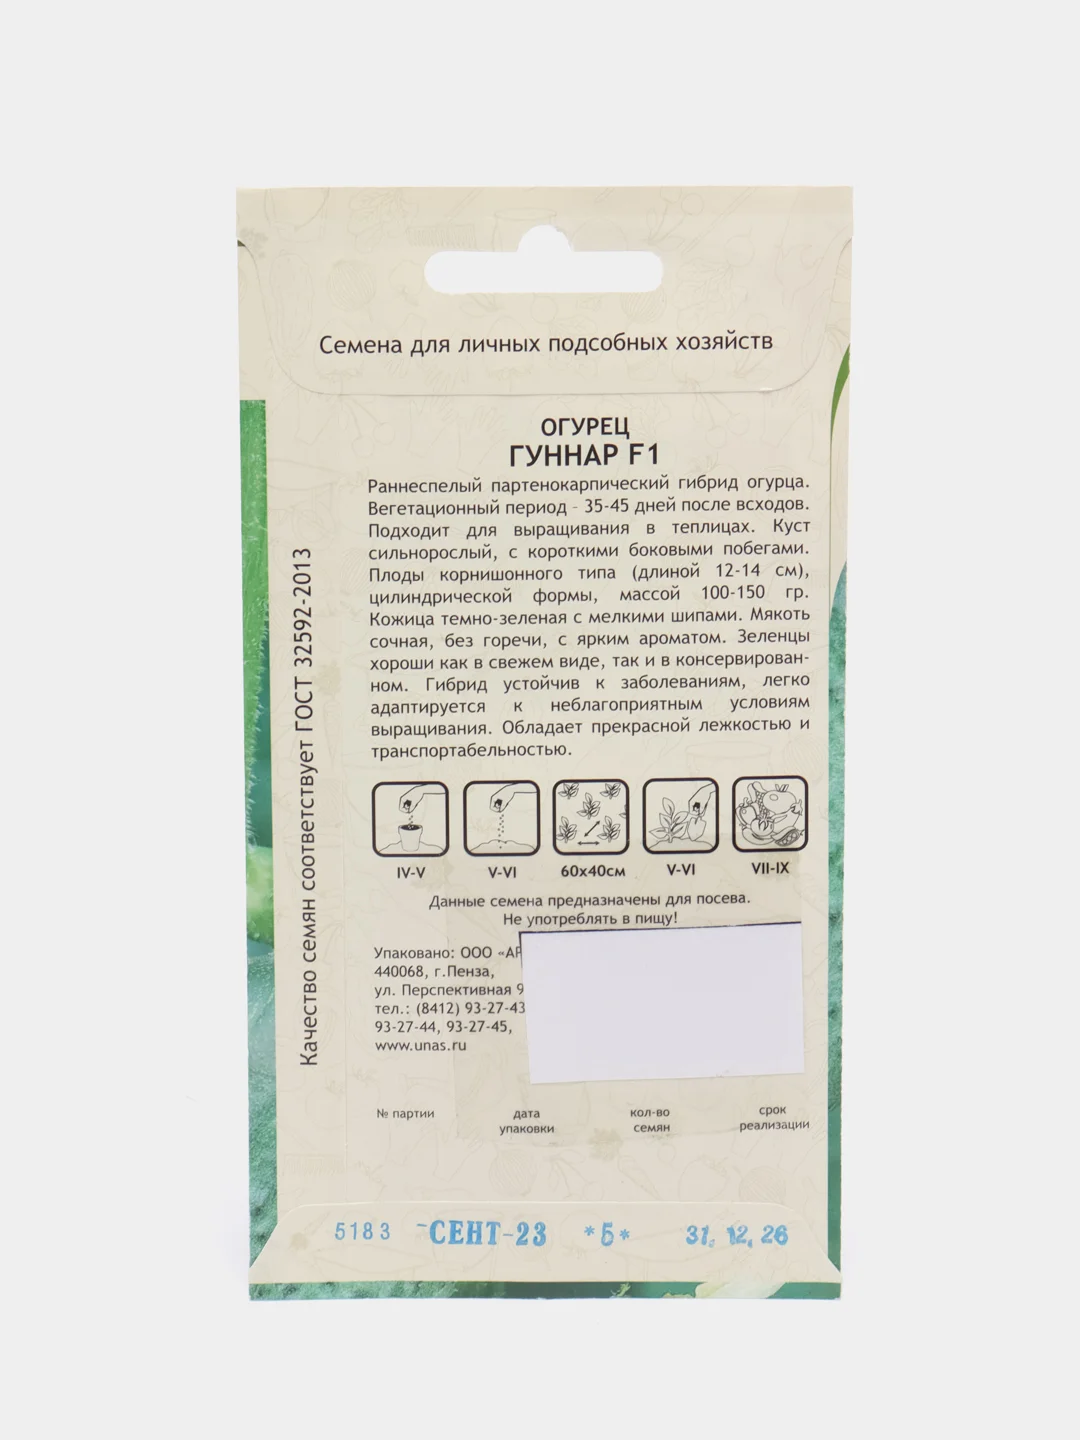 Семена для личных подсобных хозяйств
ОГУРЕЦ
ГУННАР F1
Раннеспелый партенокарпический гибрид огурца.
Вегетационный период - 35-45 дней после всходов.
Подходит для выращивания в теплицах. Куст
сильнорослый, с короткими боковыми побегами.
Плоды корнишонного типа (длиной 12-14 см),
цилиндрической формы, массой 100-150 гр.
Кожица темно-зеленая с мелкими шипами. Мякоть
сочная, без горечи, с ярким ароматом. Зеленцы
хороши как в свежем виде, так и в консервирован-
ном. Гибрид устойчив к заболеваниям, легко
адаптируется к неблагоприятным условиям
выращивания. Обладает прекрасной лежкостью и
транспортабельностью.
Качество семян соответствует ГОСТ 32592-2013
IV-V V-VI 60х40см V-VI VII-IX
Данные семена предназначены для посева.
Не употреблять в пищу!
Упаковано: ООО
440068, г.Пенза,
ул. Перспективная
тел.: (8412) 93-27-43
93-27-44, 93-27-45,
www.unas.ru
№ партии дата кол-во срок
упаковки семян реализации
5183 СЕНТ-23 *5* 31.12.26